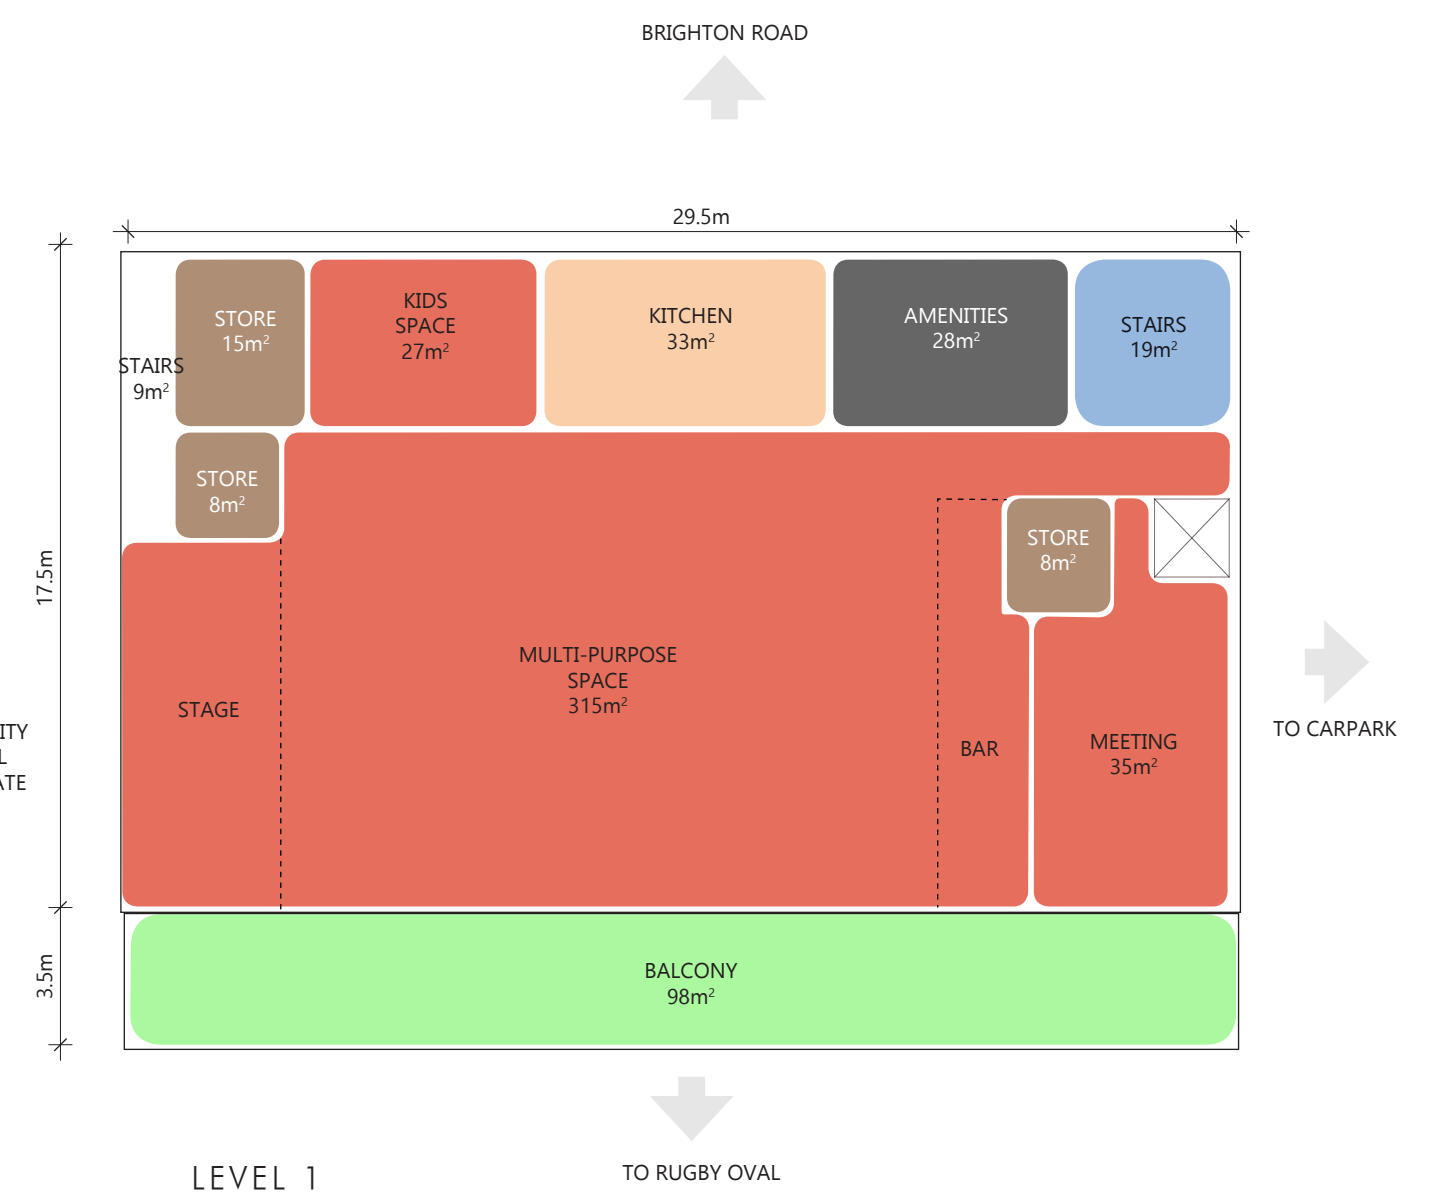 BRIGHTON ROAD
29.5m
STORE
15m²
KIDS
SPACE
27m²
KITCHEN
33m²
AMENITIES
28m²
STAIRS
19m²
STAIRS
9m²
STORE
8m²
STORE
8m²
17.5m
MULTI-PURPOSE
SPACE
315m²
STAGE
BAR
MEETING
35m²
ITY
L
ATE
TO CARPARK
3.5m
BALCONY
98m²
LEVEL 1
TO RUGBY OVAL